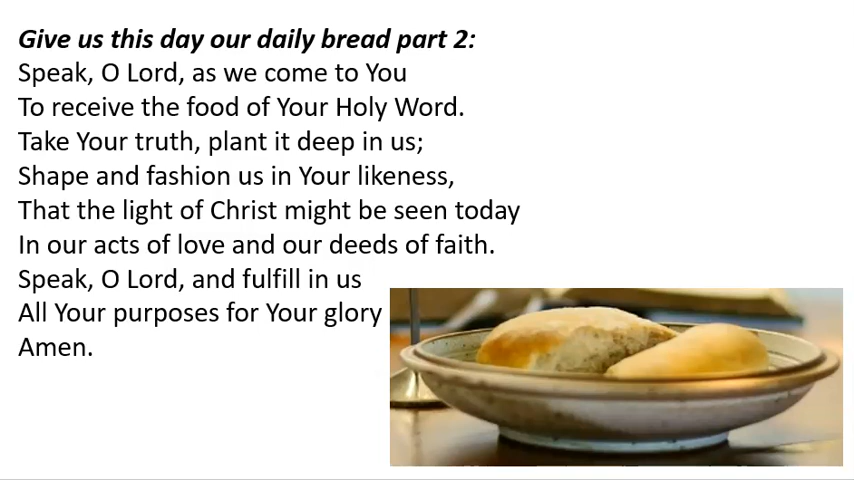 Give us this day our daily bread part 2:
Speak, O Lord, as we come to You
To receive the food of Your Holy Word.
Take Your truth, plant it deep in us;
Shape and fashion us in Your likeness,
That the light of Christ might be seen today
In our acts of love and our deeds of faith.
Speak, O Lord, and fulfill in us
All Your purposes for Your glory
Amen.